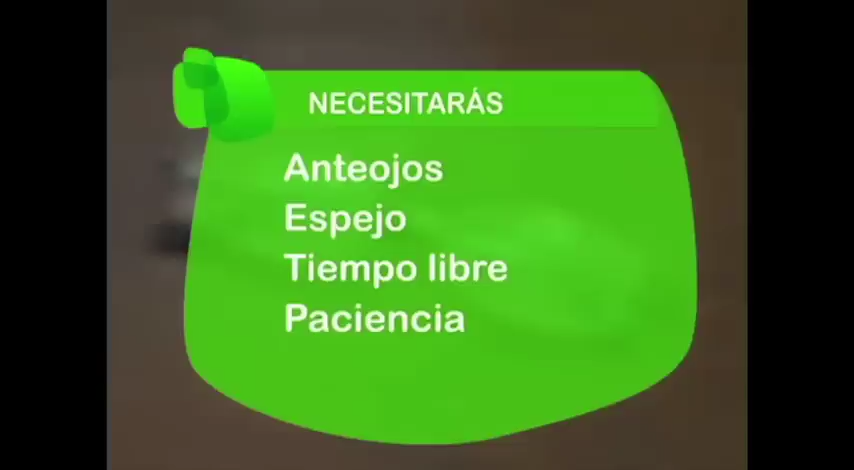 NECESITARÁS
Anteojos
Espejo
Tiempo libre
Paciencia